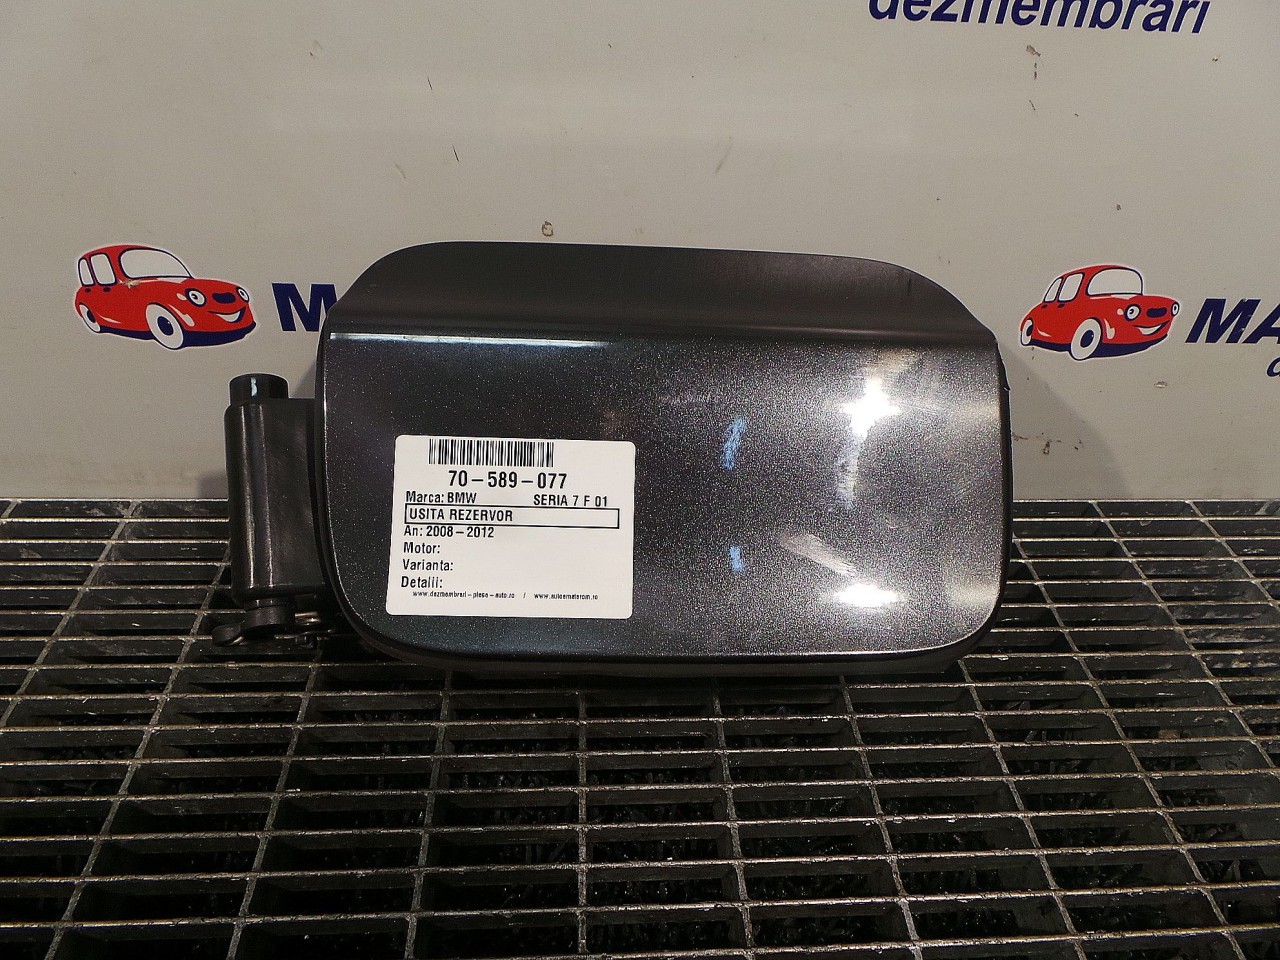 dezmembrari
MA
MA
70-589-077
Marca: BMW SERIA 7 F 01
USITA REZERVOR
An: 2008-2012
Motor:
Varianta:
Detalii:
www.dezmembrari-piese-auto.ro / www.autoematerom.ro